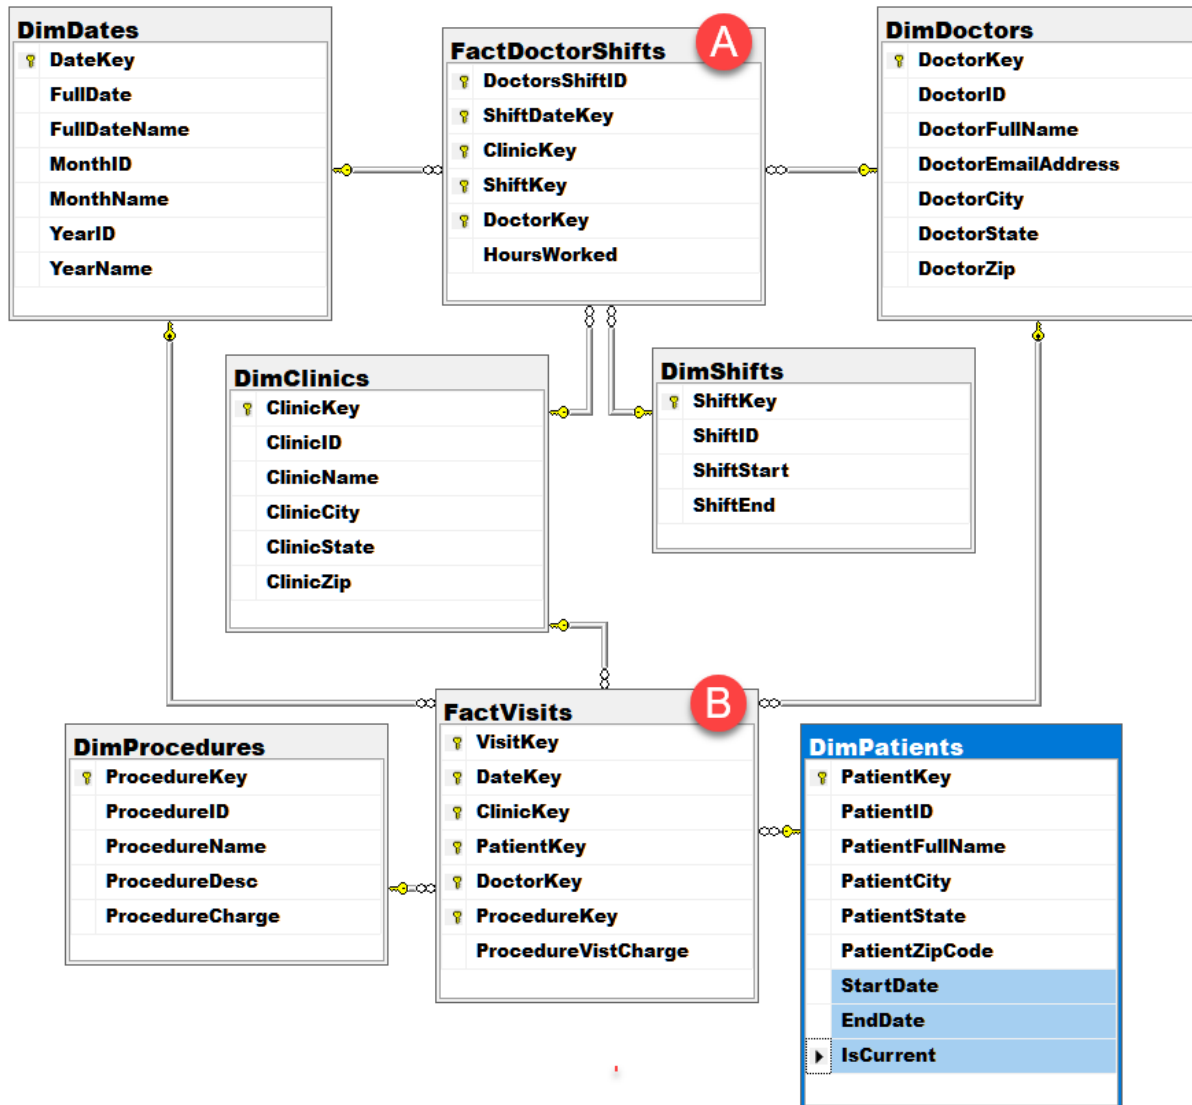 DimDates
DateKey
FullDate
FullDateName
MonthID
MonthName
YearID
YearName
FactDoctorShifts
A
DoctorsShiftID
ShiftDateKey
ClinicKey
ShiftKey
DoctorKey
HoursWorked
DimDoctors
DoctorKey
DoctorID
DoctorFullName
DoctorEmailAddress
DoctorCity
DoctorState
DoctorZip
DimClinics
ClinicKey
ClinicID
ClinicName
ClinicCity
ClinicState
ClinicZip
DimShifts
ShiftKey
ShiftID
ShiftStart
ShiftEnd
DimProcedures
ProcedureKey
ProcedureID
ProcedureName
ProcedureDesc
ProcedureCharge
FactVisits
B
VisitKey
DateKey
ClinicKey
PatientKey
DoctorKey
ProcedureKey
ProcedureVistCharge
DimPatients
PatientKey
PatientID
PatientFullName
PatientCity
PatientState
PatientZipCode
StartDate
EndDate
IsCurrent